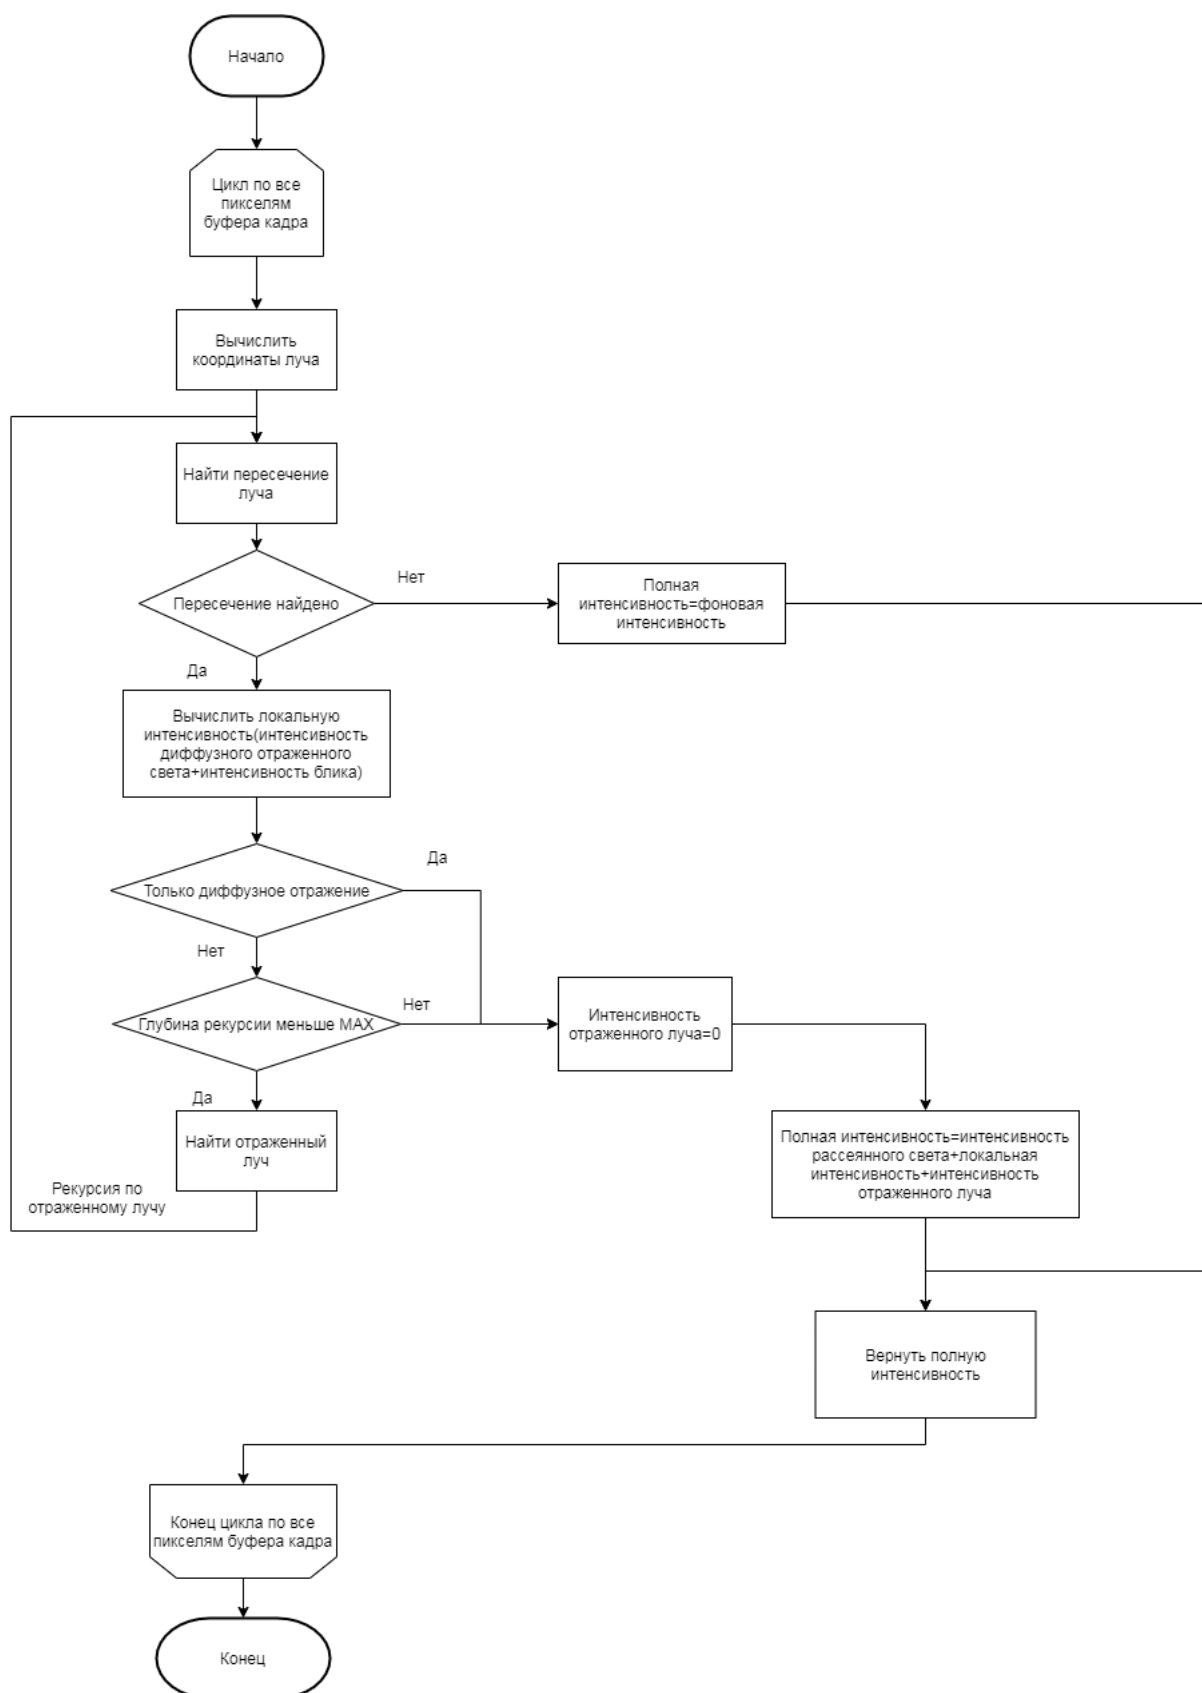 Начало
Цикл по все
пикселям
буфера кадра
Вычислить
координаты луча
Найти пересечение
луча
Пересечение найдено
Нет
Полная
интенсивность=фоновая
интенсивность
Да
Вычислить локальную
интенсивность(интенсивность
диффузного отраженного
света+интенсивность блика)
Только диффузное отражение
Да
Нет
Глубина рекурсии меньше MAX
Нет
Интенсивность
отраженного луча=0
Да
Найти отраженный
луч
Рекурсия по
отраженному лучу
Полная интенсивность=интенсивность
рассеянного света+локальная
интенсивность+интенсивность
отраженного луча
Вернуть полную
интенсивность
Конец цикла по все
пикселям буфера кадра
Конец